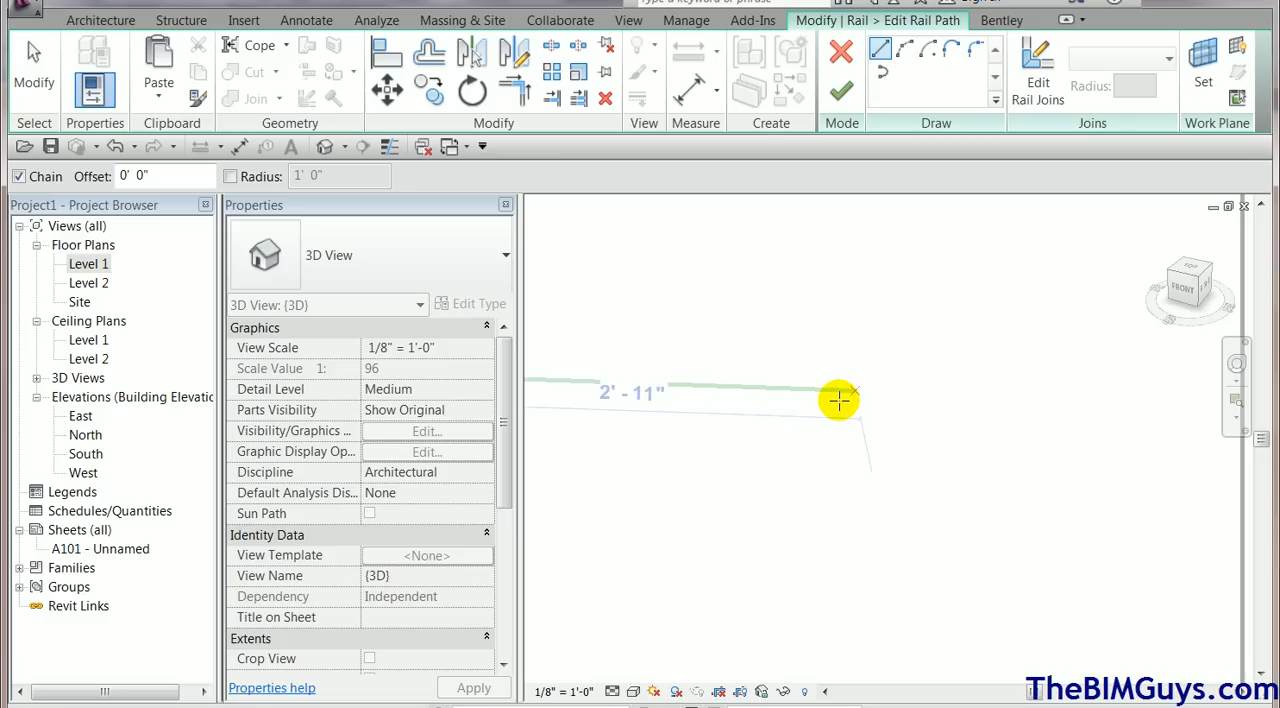 Type a keyword or phrase
Sign In
Architecture Structure Insert Annotate Analyze Massing & Site Collaborate View Manage Add-Ins Modify | Rail > Edit Rail Path Bentley
Modify
Paste
Cope
Cut
Join
Edit
Rail Joins
Radius:
Set
Select Properties Clipboard Geometry Modify View Measure Create Mode Draw Joins Work Plane
Chain Offset: 0' 0" Radius: 1' 0"
Project1 - Project Browser
Views (all)
Floor Plans
Level 1
Level 2
Site
Ceiling Plans
Level 1
Level 2
3D Views
Elevations (Building Elevatio
East
North
South
West
Legends
Schedules/Quantities
Sheets (all)
A101 - Unnamed
Families
Groups
Revit Links
Properties
3D View
3D View: {3D} Edit Type
Graphics
View Scale 1/8" = 1'-0"
Scale Value 1: 96
Detail Level Medium
Parts Visibility Show Original
Visibility/Graphics ... Edit...
Graphic Display Op... Edit...
Discipline Architectural
Default Analysis Dis... None
Sun Path
Identity Data
View Template <None>
View Name {3D}
Dependency Independent
Title on Sheet
Extents
Crop View
Properties help Apply
2' - 11"
TOP
FRONT
1/8" = 1'-0"
TheBIMGuys.com